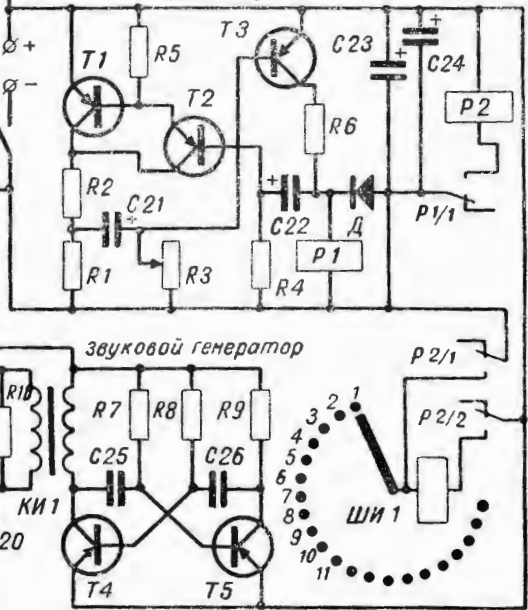 +
−
T1
R5
T2
T3
C23
+
+
C24
P2
R6
R2
C21
+
+
C22
Д
P1/1
R1
R3
R4
P1
Звуковой генератор
P2/1
R10
R7
R8
R9
P2/2
C25
C26
КИ1
20
T4
T5
1
2
3
4
5
6
7
8
9
10
11
ШИ1